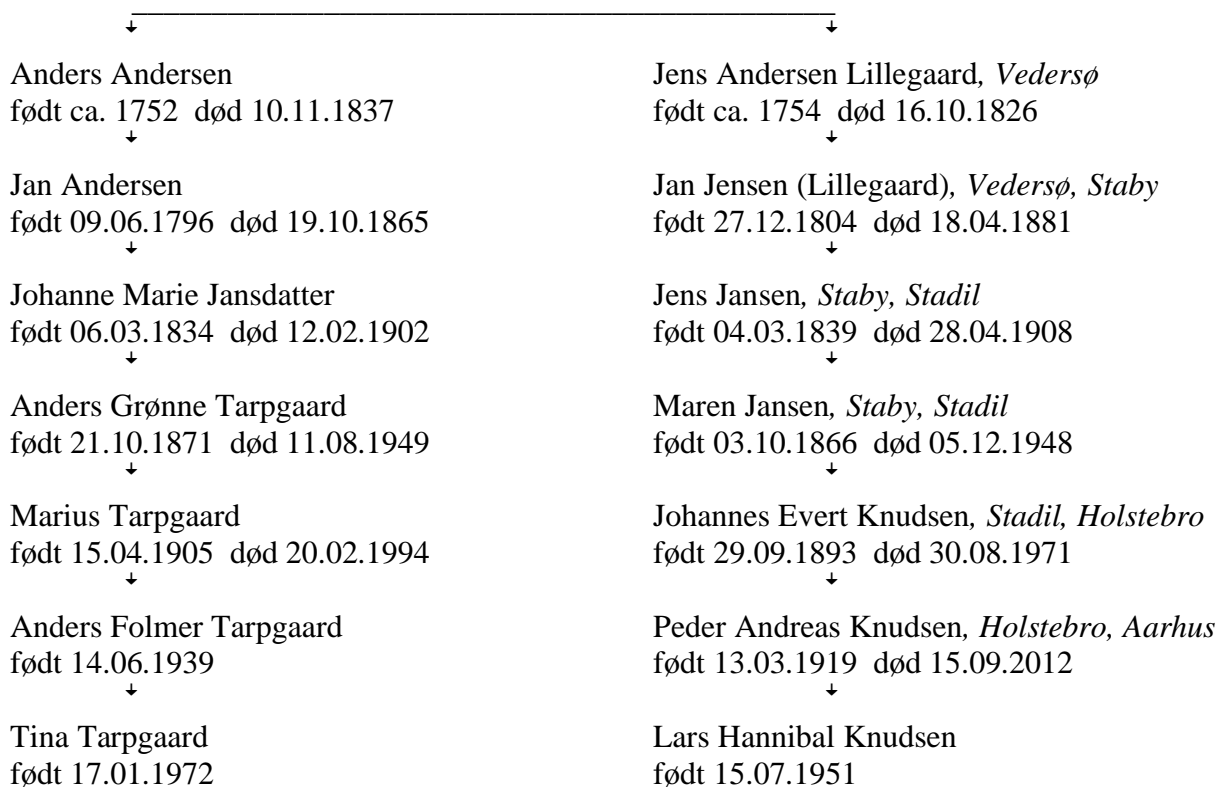 Anders Andersen
født ca. 1752  død 10.11.1837
Jan Andersen
født 09.06.1796  død 19.10.1865
Johanne Marie Jansdatter
født 06.03.1834  død 12.02.1902
Anders Grønne Tarpgaard
født 21.10.1871  død 11.08.1949
Marius Tarpgaard
født 15.04.1905  død 20.02.1994
Anders Folmer Tarpgaard
født 14.06.1939
Tina Tarpgaard
født 17.01.1972
Jens Andersen Lillegaard, Vedersø
født ca. 1754  død 16.10.1826
Jan Jensen (Lillegaard), Vedersø, Staby
født 27.12.1804  død 18.04.1881
Jens Jansen, Staby, Stadil
født 04.03.1839  død 28.04.1908
Maren Jansen, Staby, Stadil
født 03.10.1866  død 05.12.1948
Johannes Evert Knudsen, Stadil, Holstebro
født 29.09.1893  død 30.08.1971
Peder Andreas Knudsen, Holstebro, Aarhus
født 13.03.1919  død 15.09.2012
Lars Hannibal Knudsen
født 15.07.1951